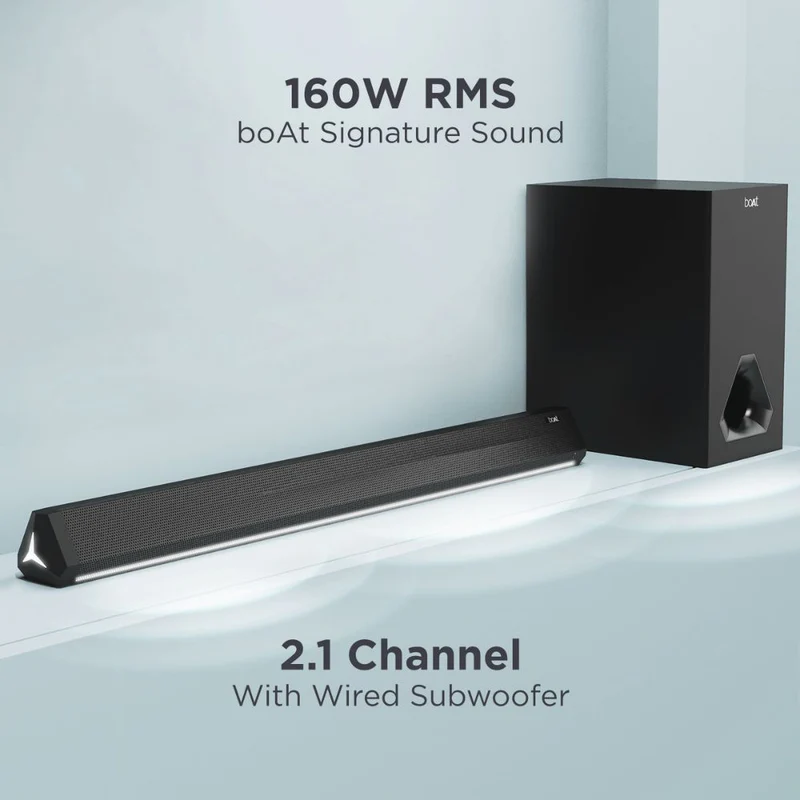 160W RMS
boAt Signature Sound
boAt
boAt
2.1 Channel
With Wired Subwoofer